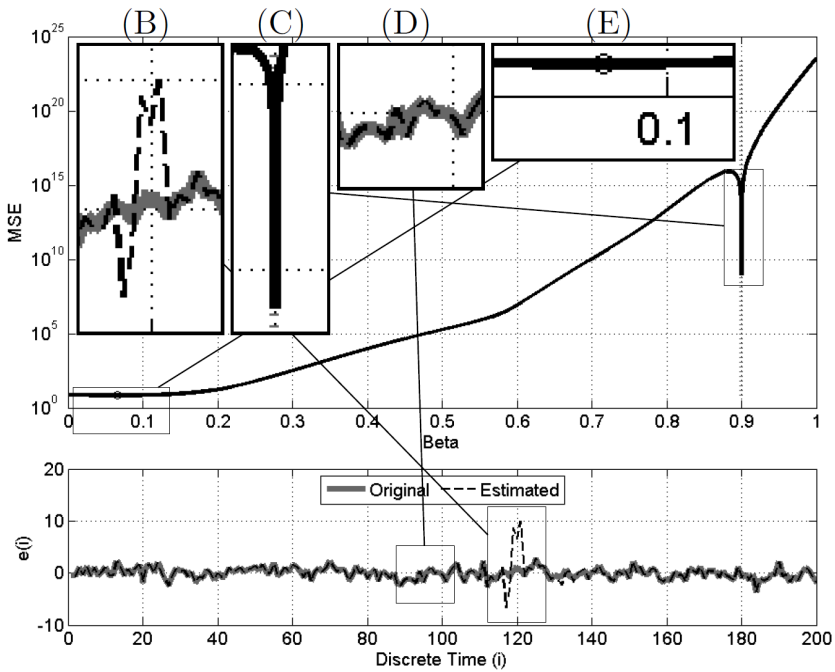 (B) (C) (D) (E)
10^25
10^20
10^15
10^10
10^5
10^0
MSE
0.1
0 0.1 0.2 0.3 0.4 0.5 0.6 0.7 0.8 0.9 1
Beta
20
10
0
-10
e(i)
Original Estimated
0 20 40 60 80 100 120 140 160 180 200
Discrete Time (i)